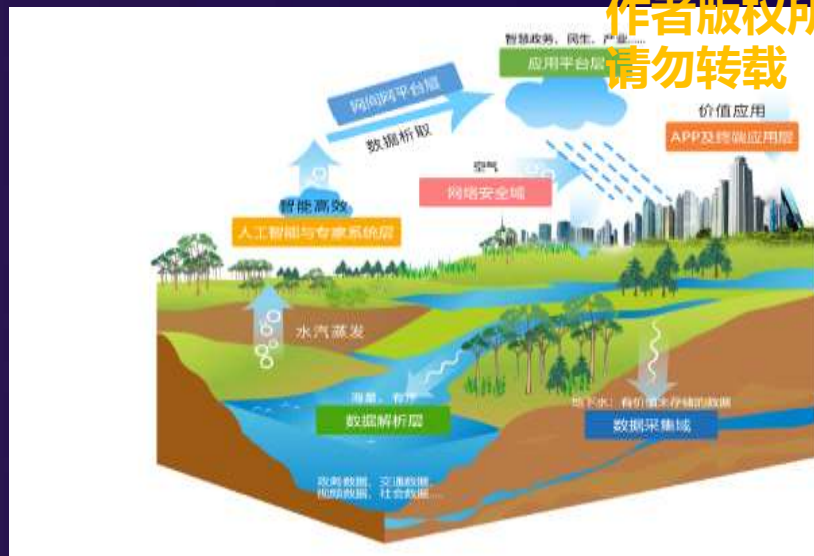 作者版权所
请勿转载
智慧政务、民生、产业......
应用平台层
网间网平台层
数据析取
价值应用
APP及终端应用层
空气
网络安全域
智能高效
人工智能与专家系统层
水汽蒸发
海量、有序
数据解析层
地下水：有价值未存储的数据
数据采集域
政务数据、交通数据、
视频数据、社会数据....